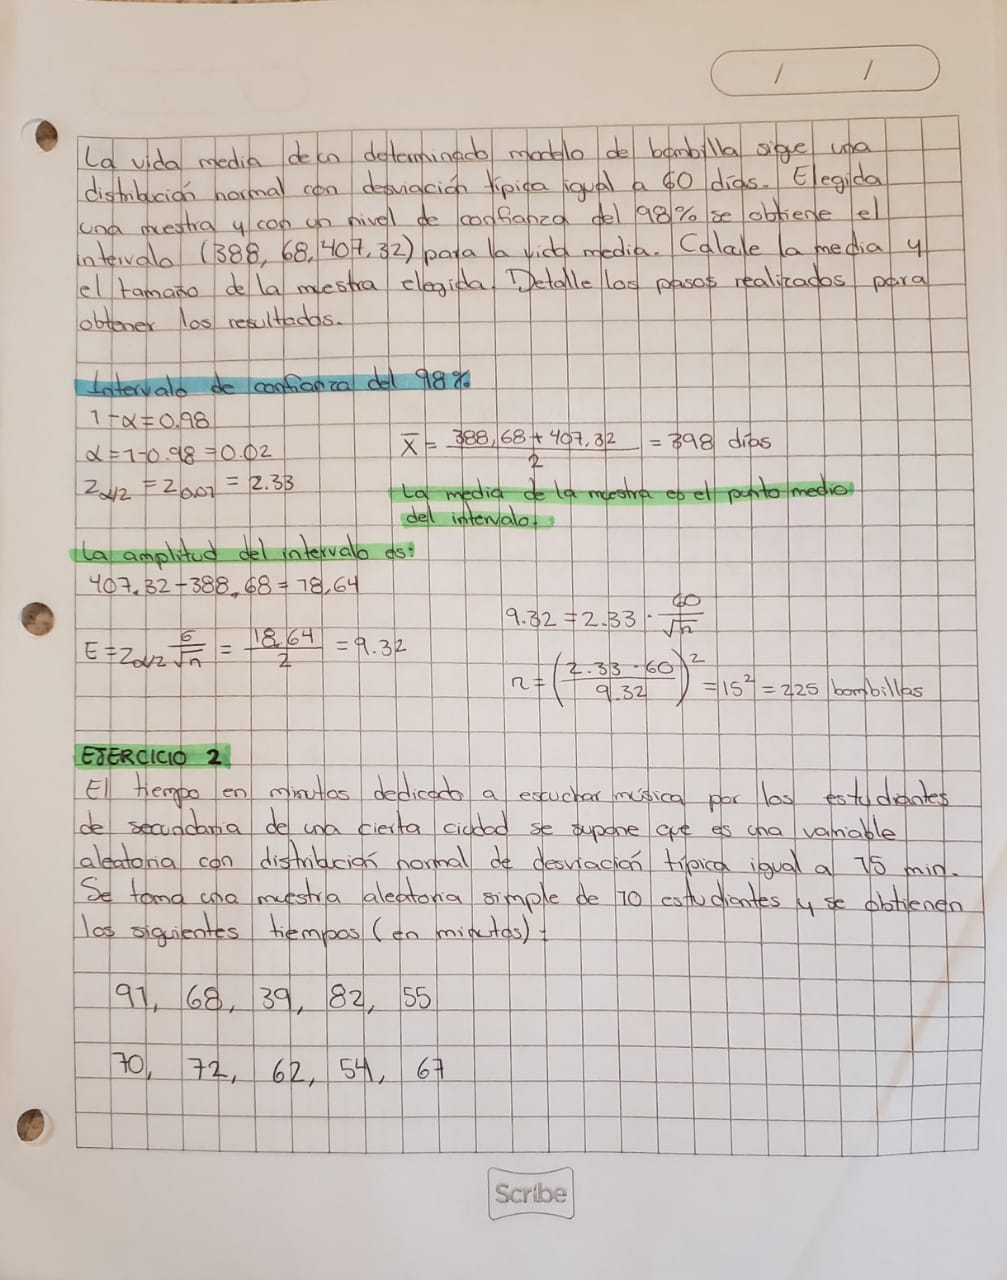 / /
La vida media de un determinado modelo de bombilla sigue una
distribución normal con desviación típica igual a 60 días. Elegida
una muestra y con un nivel de confianza del 98% se obtiene el
intervalo (388, 68, 407, 32) para la vida media. Calcule la media y
el tamaño de la muestra elegida. Detalle los pasos realizados para
obtener los resultados.
Intervalo de confianza del 98%
1-α=0.98
α=1-0.98=0.02
Zα/2 = Z0.01 = 2.33
X̄ = (388,68+407,32)/2 = 398 días
La media de la muestra es el punto medio
del intervalo.
La amplitud del intervalo es:
407.32-388,68=18,64
E = Zα/2 σ/√n = 18,64/2 = 9.32
9.32 = 2.33 · 60/√n
n = (2.33·60/9.32)² = 15² = 225 bombillas
EJERCICIO 2
El tiempo en minutos dedicado a escuchar música por los estudiantes
de secundaria de una cierta ciudad se supone que es una variable
aleatoria con distribución normal de desviación típica igual a 15 min.
Se toma una muestra aleatoria simple de 10 estudiantes y se obtienen
los siguientes tiempos (en minutos):
91, 68, 39, 82, 55
70, 72, 62, 54, 67
Scribe